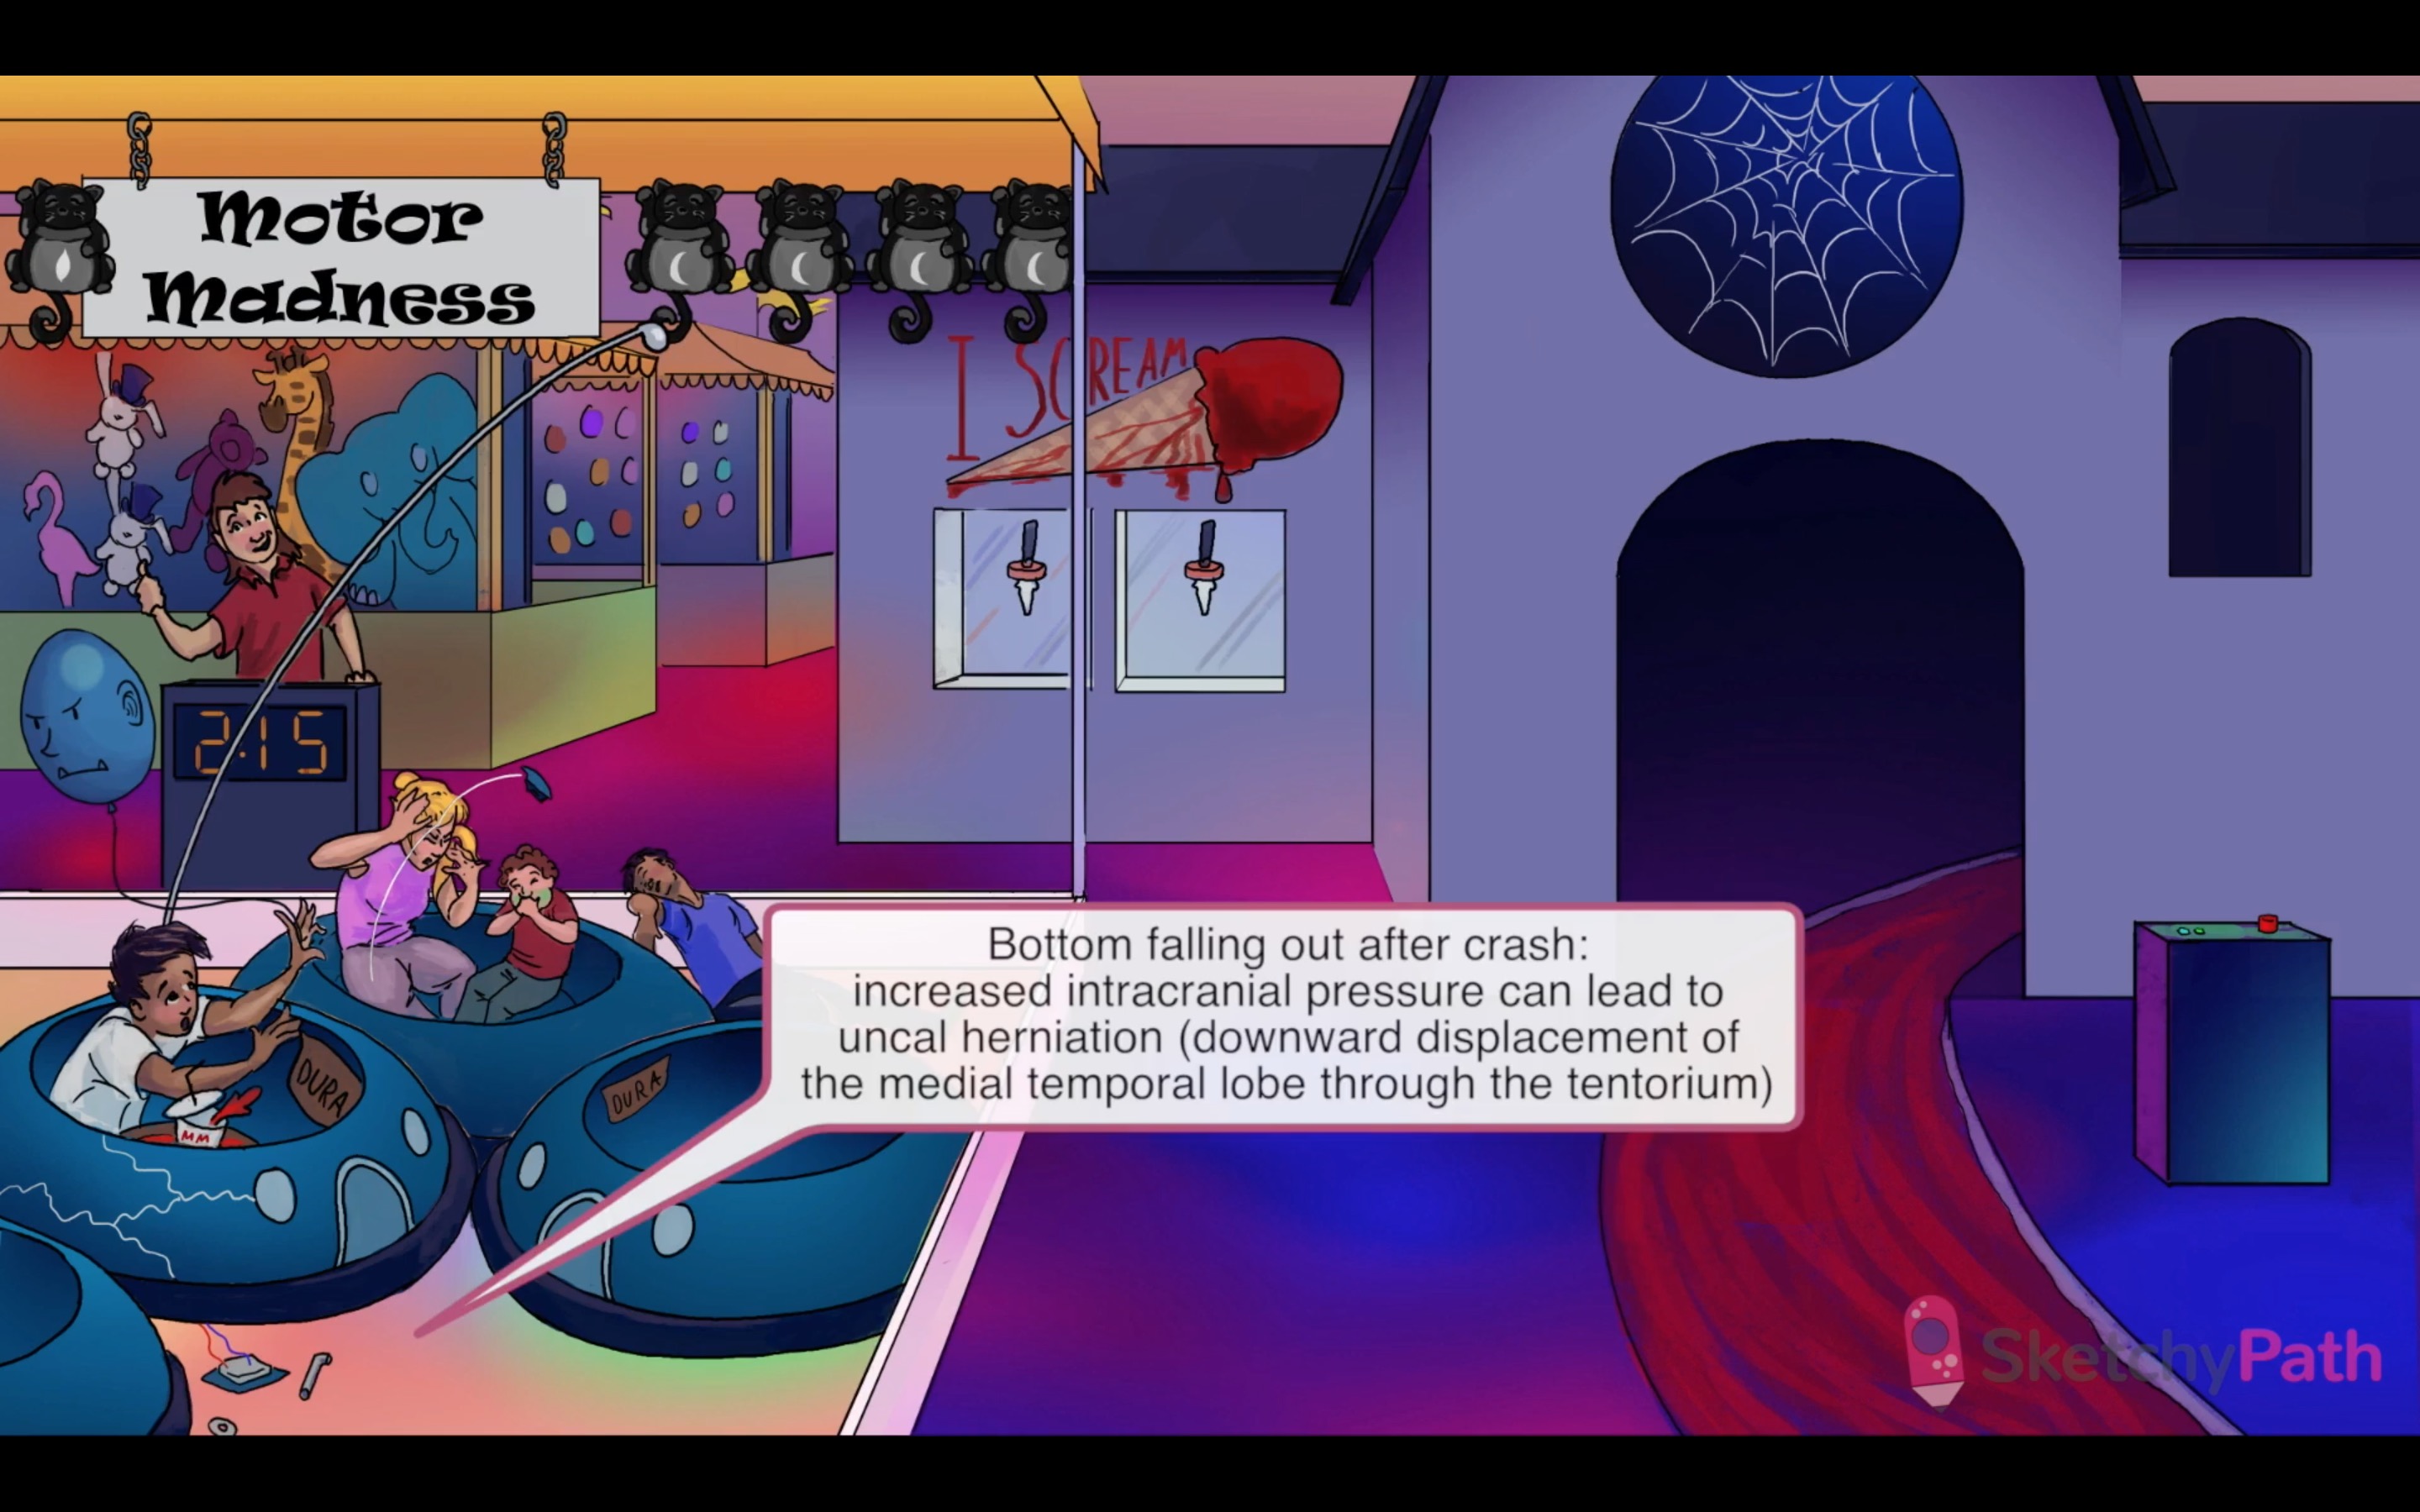 Motor
Madness
I SCREAM
2:15
DURA
DURA
MM
Bottom falling out after crash:
increased intracranial pressure can lead to
uncal herniation (downward displacement of
the medial temporal lobe through the tentorium)
SketchyPath